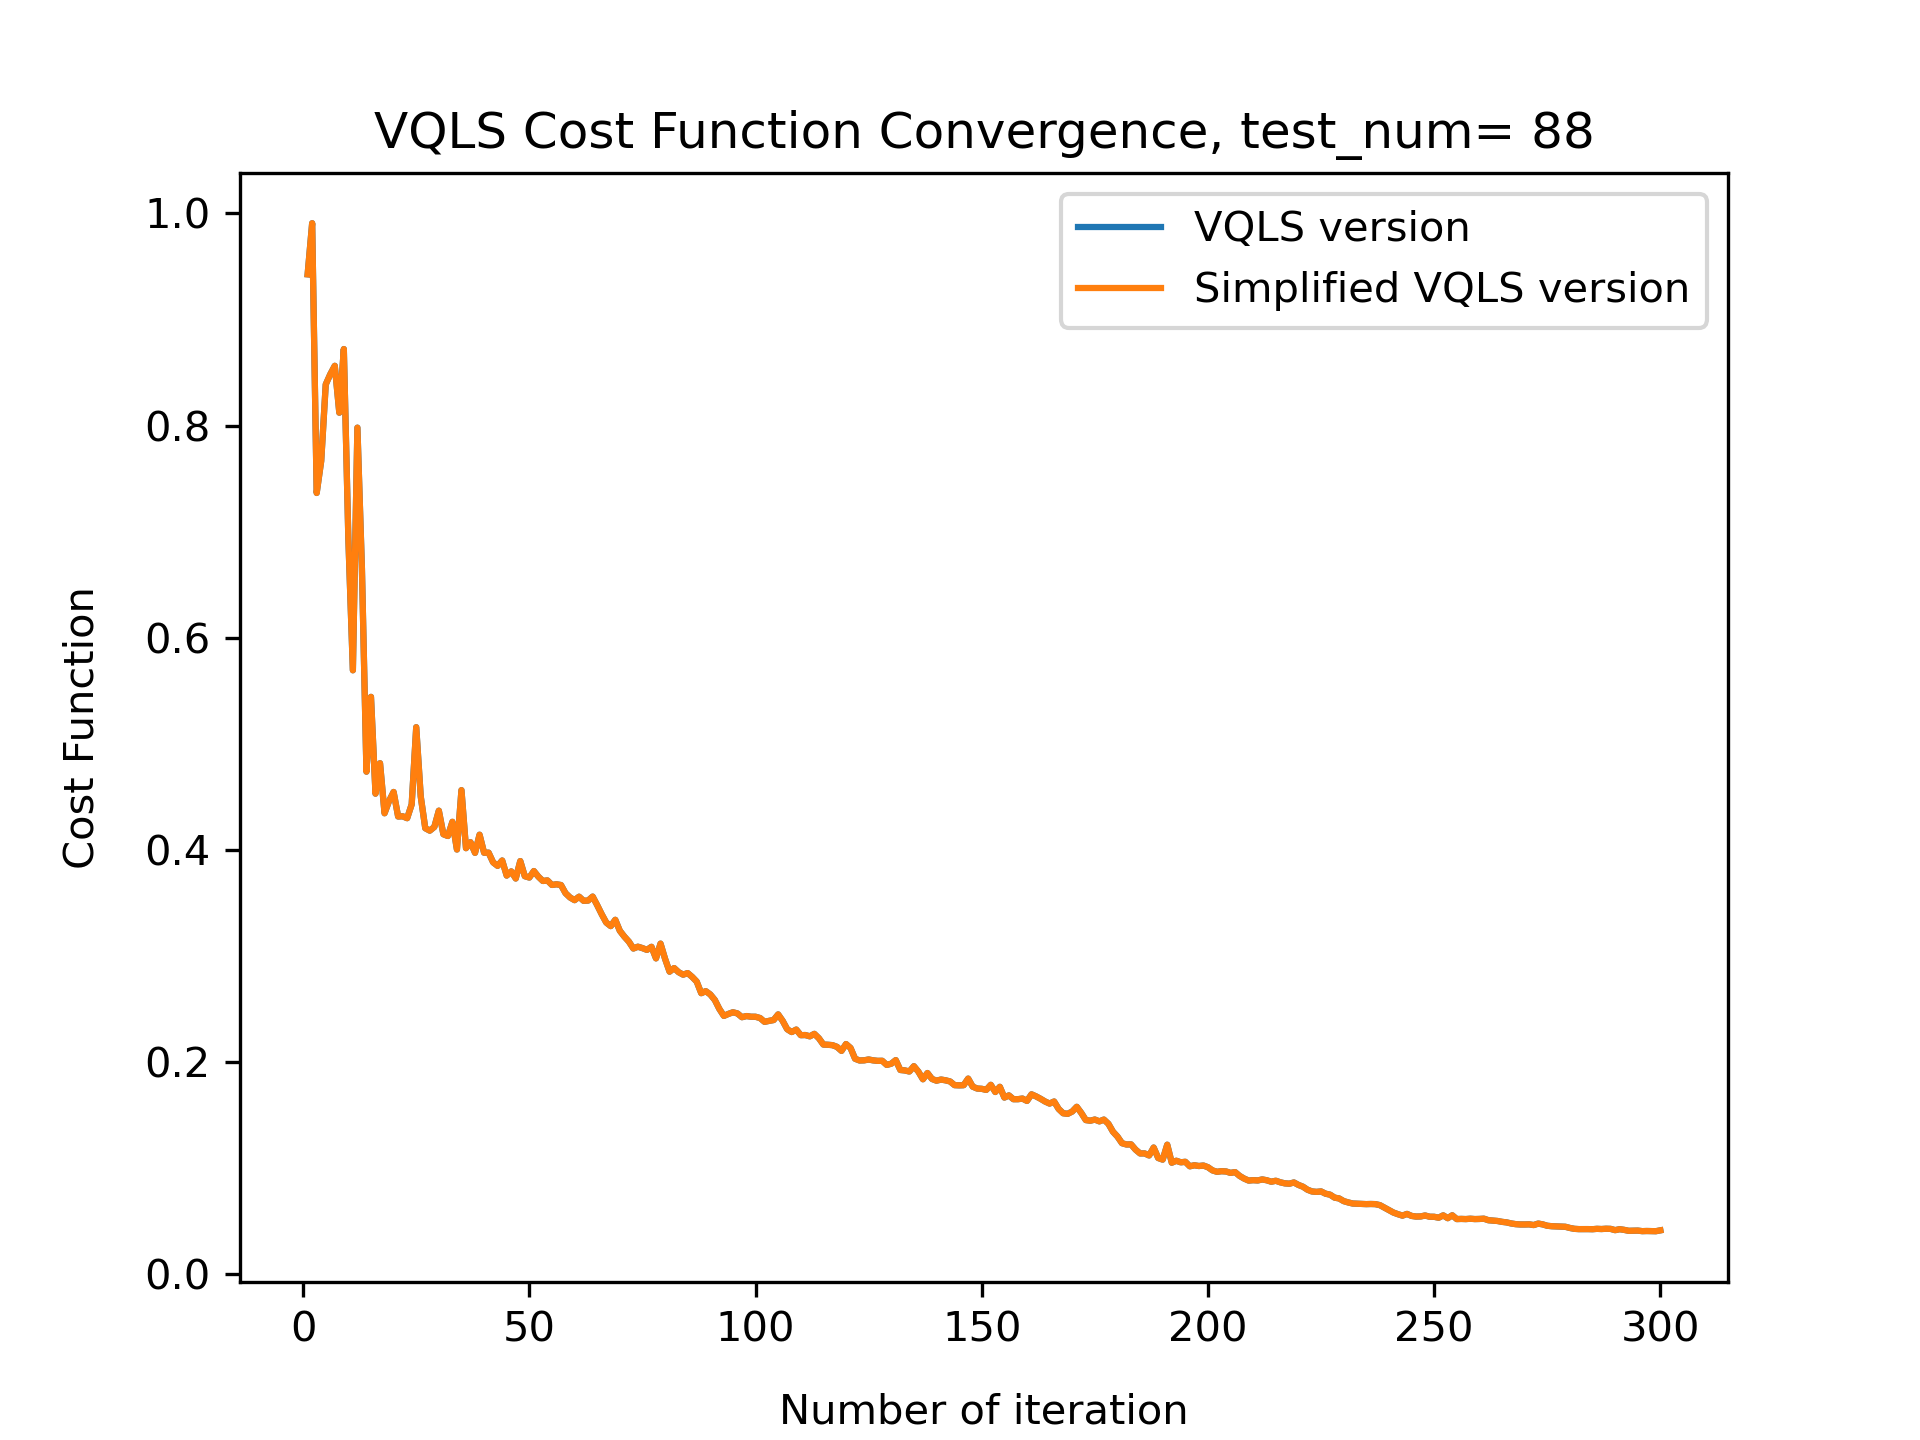 VQLS Cost Function Convergence, test_num= 88
VQLS version
Simplified VQLS version
Cost Function
1.0
0.8
0.6
0.4
0.2
0.0
0 50 100 150 200 250 300
Number of iteration